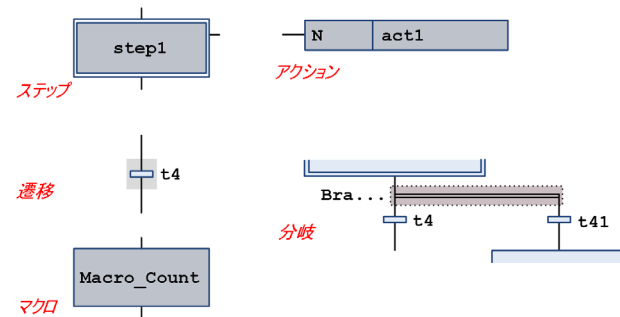 step1
ステップ
N act1
アクション
t4
遷移
Bra...
t4
t41
分岐
Macro_Count
マクロ